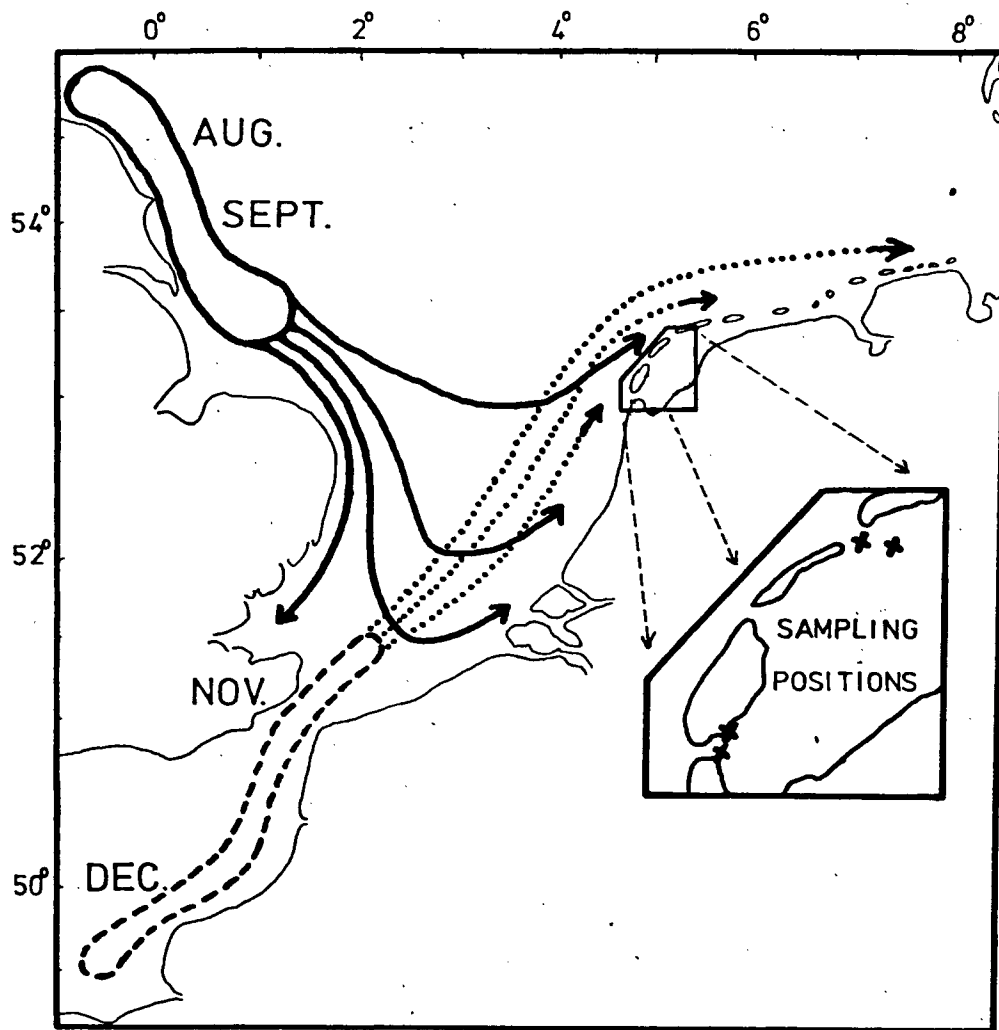 0° 2° 4° 6° 8°
AUG.
54°
SEPT.
52°
SAMPLING
NOV.
POSITIONS
DEC.
50°